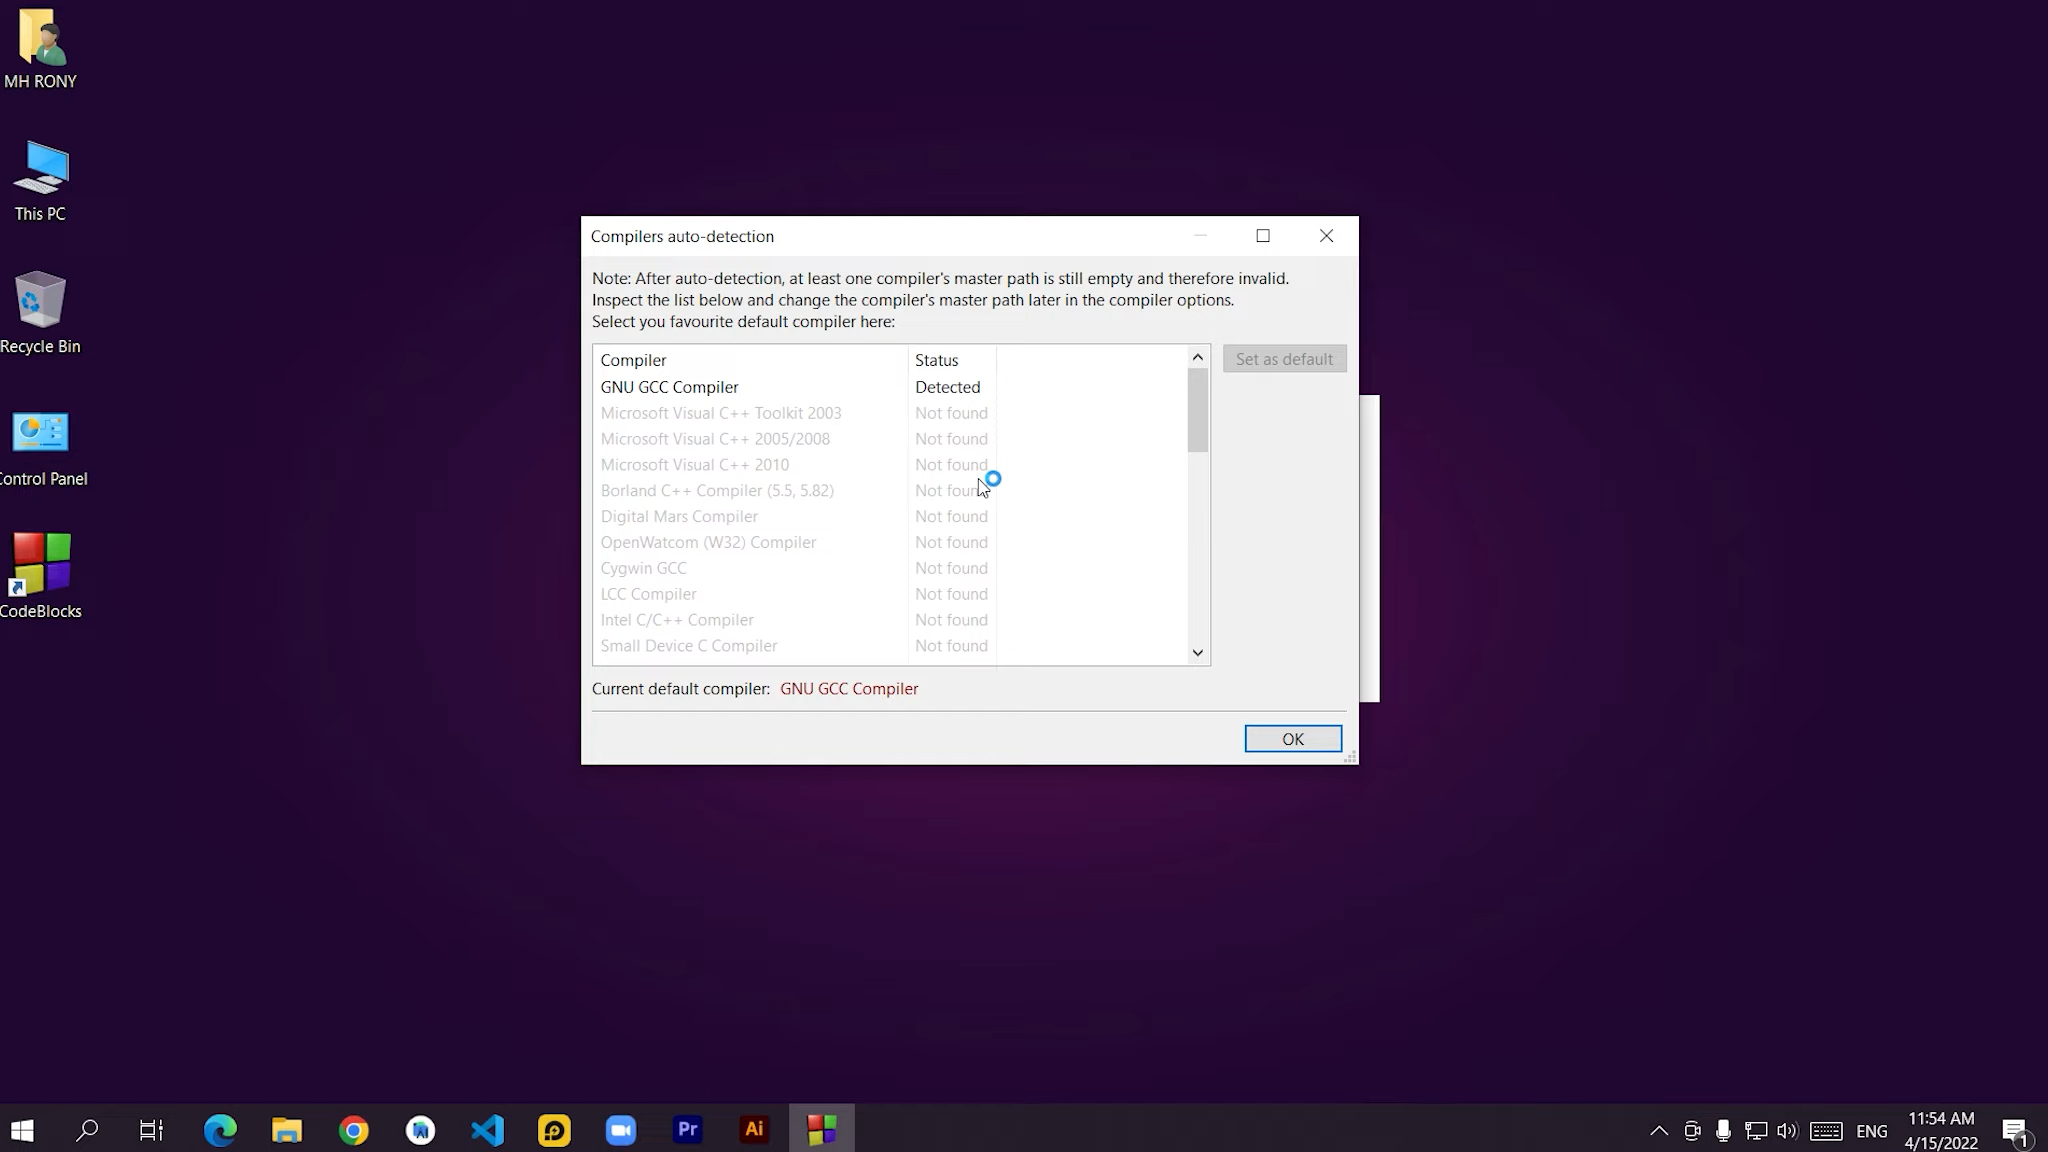 MH RONY
This PC
Recycle Bin
ontrol Panel
CodeBlocks
Compilers auto-detection
Note: After auto-detection, at least one compiler's master path is still empty and therefore invalid.
Inspect the list below and change the compiler's master path later in the compiler options.
Select you favourite default compiler here:
Compiler Status
GNU GCC Compiler Detected
Microsoft Visual C++ Toolkit 2003 Not found
Microsoft Visual C++ 2005/2008 Not found
Microsoft Visual C++ 2010 Not found
Borland C++ Compiler (5.5, 5.82) Not found
Digital Mars Compiler Not found
OpenWatcom (W32) Compiler Not found
Cygwin GCC Not found
LCC Compiler Not found
Intel C/C++ Compiler Not found
Small Device C Compiler Not found
Set as default
Current default compiler: GNU GCC Compiler
OK
Pr
Ai
ENG
11:54 AM
4/15/2022
1